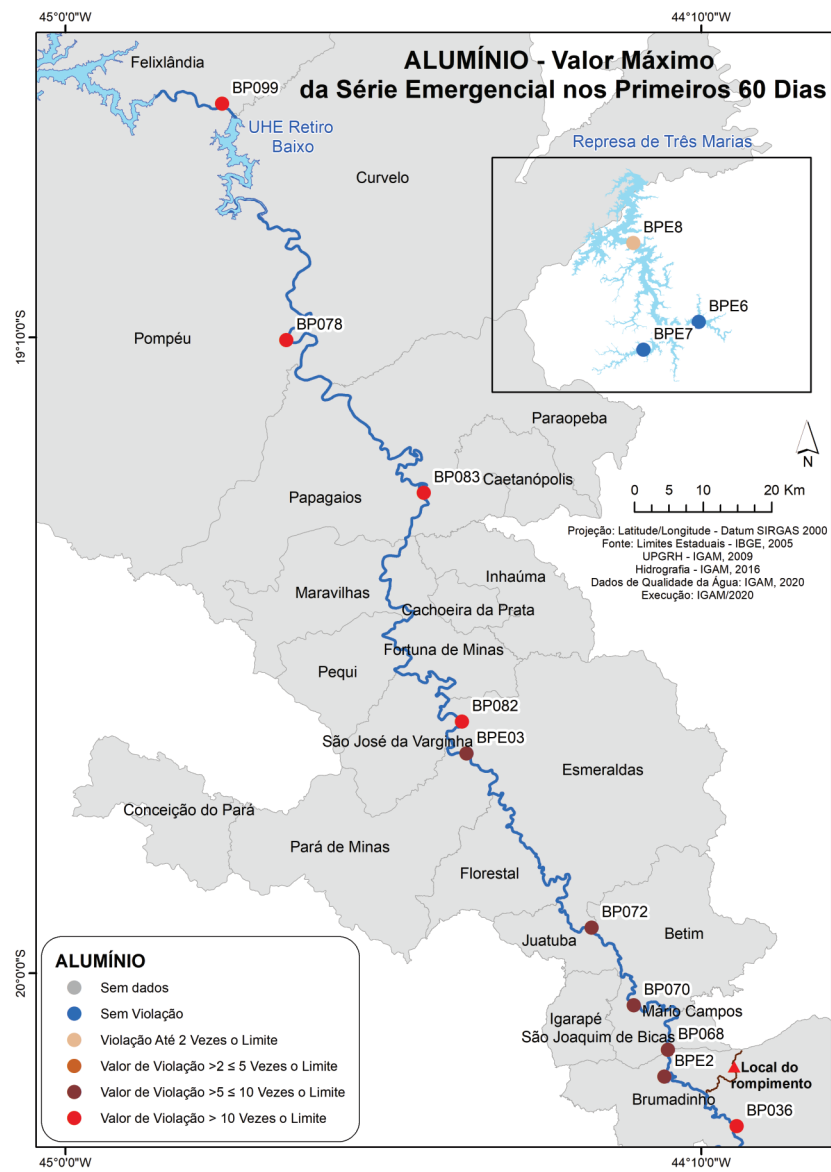 45°0'0"W
44°10'0"W
ALUMÍNIO - Valor Máximo
da Série Emergencial nos Primeiros 60 Dias
Felixlândia
BP099
UHE Retiro
Baixo
Represa de Três Marias
Curvelo
BPE8
BPE6
BPE7
BP078
Pompéu
19°10'0"S
Paraopeba
N
BP083
Caetanópolis
Papagaios
0 5 10 20 Km
Projeção: Latitude/Longitude - Datum SIRGAS 2000
Fonte: Limites Estaduais - IBGE, 2005
UPGRH - IGAM, 2009
Hidrografia - IGAM, 2016
Dados de Qualidade da Água: IGAM, 2020
Execução: IGAM/2020
Inhaúma
Maravilhas
Cachoeira da Prata
Fortuna de Minas
Pequi
BP082
São José da Varginha
BPE03
Esmeraldas
Conceição do Pará
Pará de Minas
Florestal
BP072
Juatuba
Betim
20°0'0"S
BP070
Mário Campos
Igarapé
São Joaquim de Bicas
BP068
BPE2
Local do
rompimento
Brumadinho
BP036
ALUMÍNIO
Sem dados
Sem Violação
Violação Até 2 Vezes o Limite
Valor de Violação >2 ≤ 5 Vezes o Limite
Valor de Violação >5 ≤ 10 Vezes o Limite
Valor de Violação > 10 Vezes o Limite
45°0'0"W
44°10'0"W